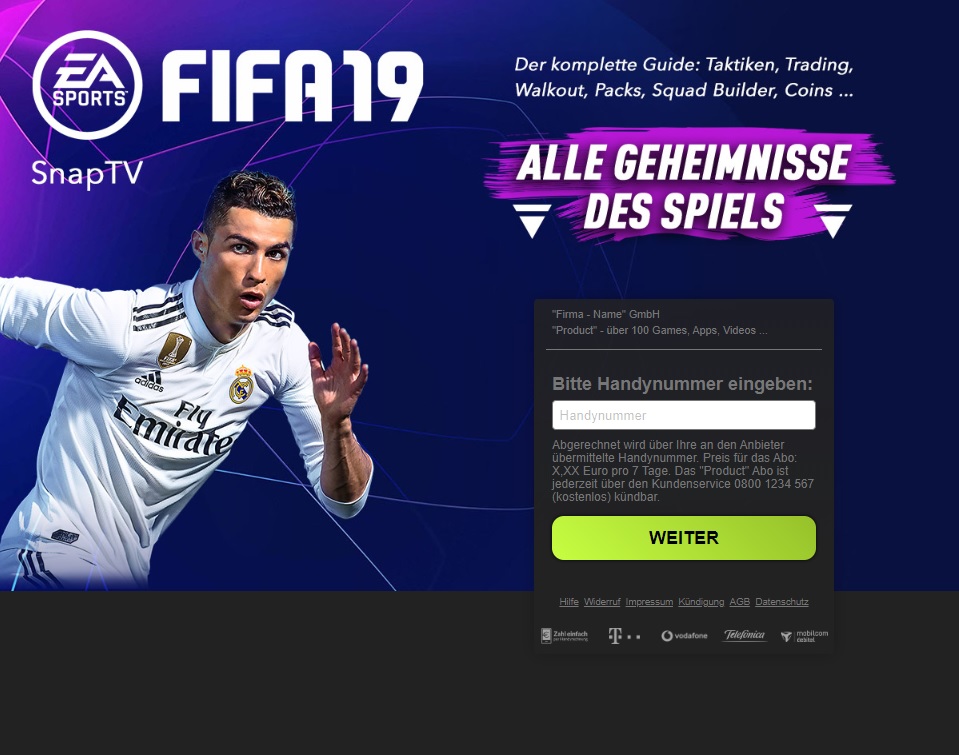 EA
SPORTS
FIFA19
SnapTV
Der komplette Guide: Taktiken, Trading,
Walkout, Packs, Squad Builder, Coins ...
ALLE GEHEIMNISSE
DES SPIELS
adidas
Fly
Emirates
"Firma - Name" GmbH
"Product" - über 100 Games, Apps, Videos ...
Bitte Handynummer eingeben:
Handynummer
Abgerechnet wird über Ihre an den Anbieter
übermittelte Handynummer. Preis für das Abo:
X,XX Euro pro 7 Tage. Das "Product" Abo ist
jederzeit über den Kundenservice 0800 1234 567
(kostenlos) kündbar.
WEITER
Hilfe Widerruf Impressum Kündigung AGB Datenschutz
Zahl einfach
T
vodafone
Telefónica
mobilcom
debitel